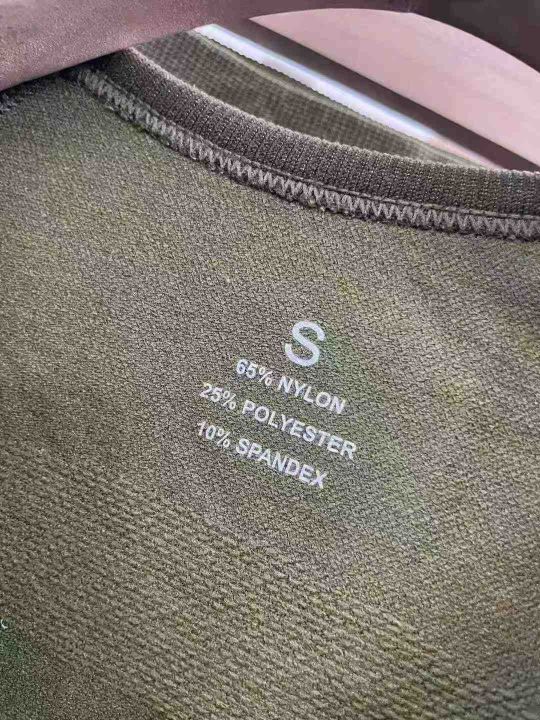 S
65% NYLON
25% POLYESTER
10% SPANDEX